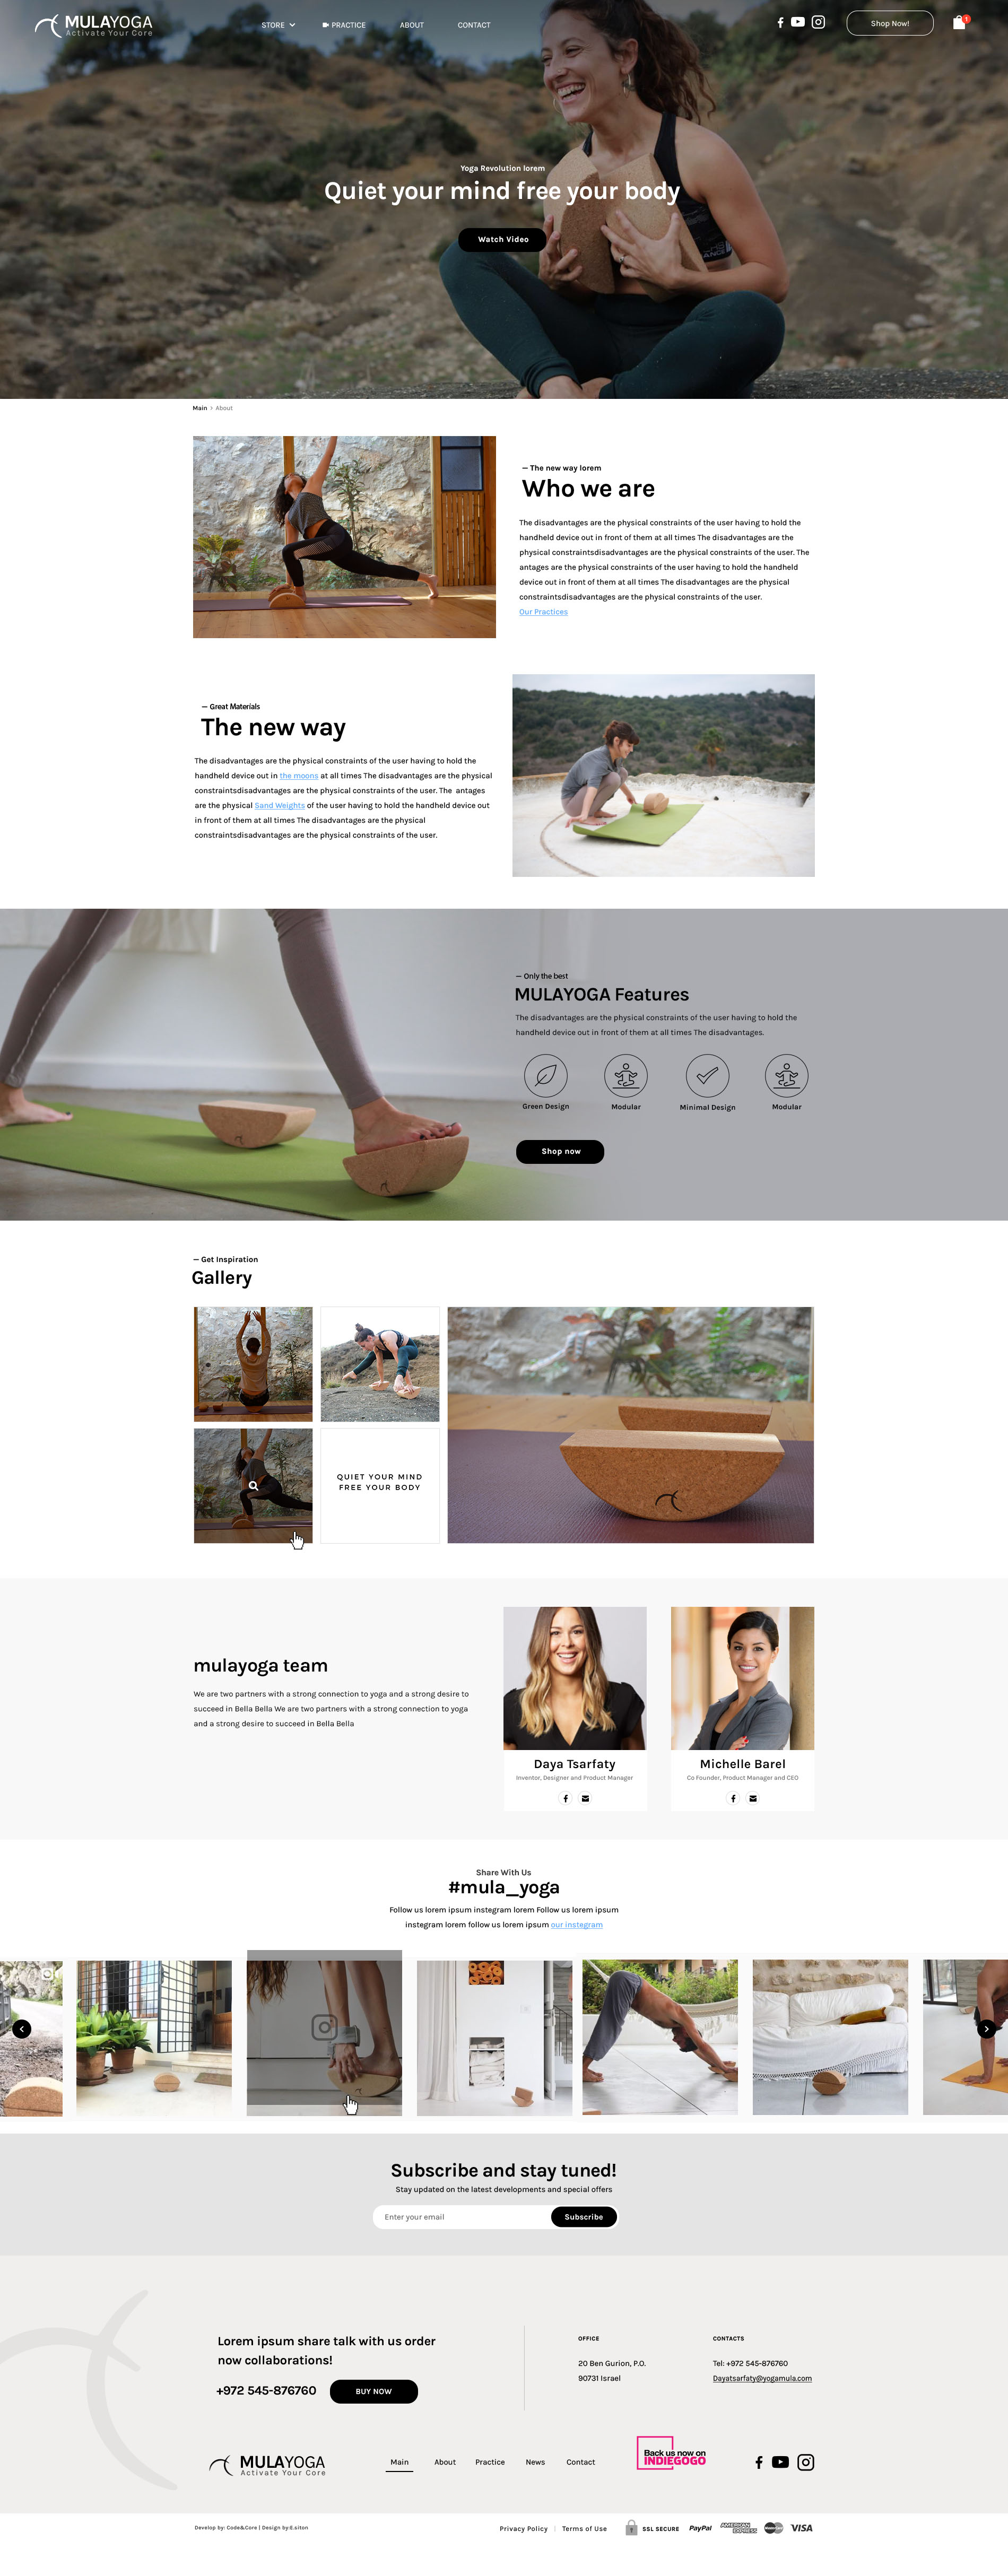 MULAYOGA
Activate Your Core
STORE
PRACTICE
ABOUT
CONTACT
Shop Now!
1
Yoga Revolution lorem
Quiet your mind free your body
Watch Video
Main > About
— The new way lorem
Who we are
The disadvantages are the physical constraints of the user having to hold the
handheld device out in front of them at all times The disadvantages are the
physical constraintsdisadvantages are the physical constraints of the user. The
antages are the physical constraints of the user having to hold the handheld
device out in front of them at all times The disadvantages are the physical
constraintsdisadvantages are the physical constraints of the user.
Our Practices
— Great Materials
The new way
The disadvantages are the physical constraints of the user having to hold the
handheld device out in the moons at all times The disadvantages are the physical
constraintsdisadvantages are the physical constraints of the user. The antages
are the physical Sand Weights of the user having to hold the handheld device out
in front of them at all times The disadvantages are the physical
constraintsdisadvantages are the physical constraints of the user.
— Only the best
MULAYOGA Features
The disadvantages are the physical constraints of the user having to hold the
handheld device out in front of them at all times The disadvantages.
Green Design
Modular
Minimal Design
Modular
Shop now
— Get Inspiration
Gallery
QUIET YOUR MIND
FREE YOUR BODY
mulayoga team
We are two partners with a strong connection to yoga and a strong desire to
succeed in Bella Bella We are two partners with a strong connection to yoga
and a strong desire to succeed in Bella Bella
Daya Tsarfaty
Inventor, Designer and Product Manager
Michelle Barel
Co Founder, Product Manager and CEO
Share With Us
#mula_yoga
Follow us lorem ipsum instegram lorem Follow us lorem ipsum
instegram lorem follow us lorem ipsum our instegram
Subscribe and stay tuned!
Stay updated on the latest developments and special offers
Enter your email
Subscribe
Lorem ipsum share talk with us order
now collaborations!
+972 545-876760
BUY NOW
OFFICE
20 Ben Gurion, P.O.
90731 Israel
CONTACTS
Tel: +972 545-876760
Dayatsarfaty@yogamula.com
MULAYOGA
Activate Your Core
Main
About
Practice
News
Contact
Back us now on
INDIEGOGO
Develop by: Code&Core | Design by:E.siton
Privacy Policy | Terms of Use
SSL SECURE
PayPal
AMERICAN EXPRESS
VISA